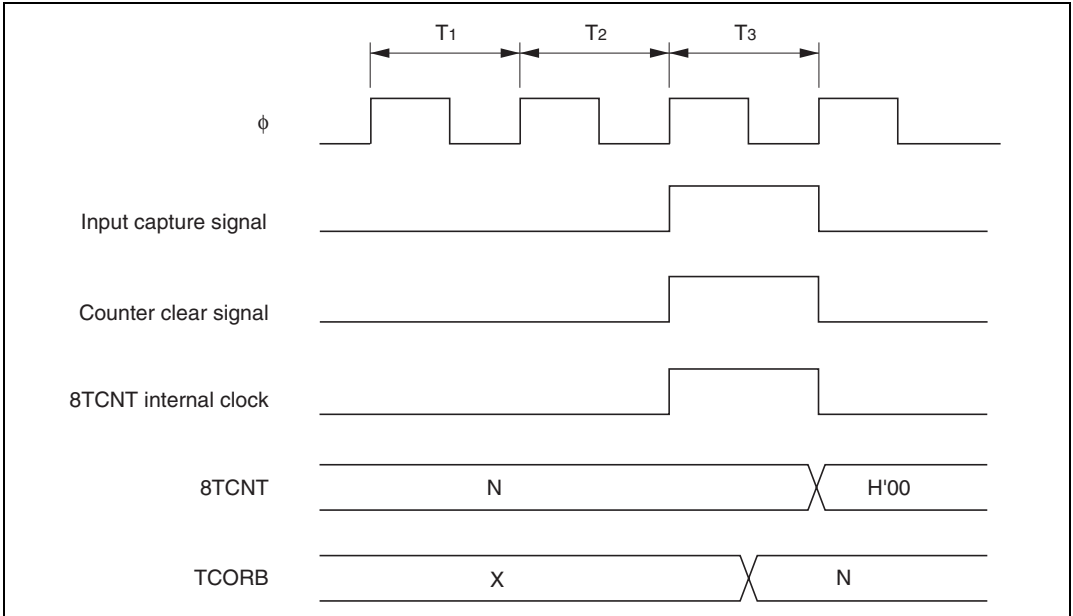 T1 T2 T3
φ
Input capture signal
Counter clear signal
8TCNT internal clock
8TCNT N H'00
TCORB X N